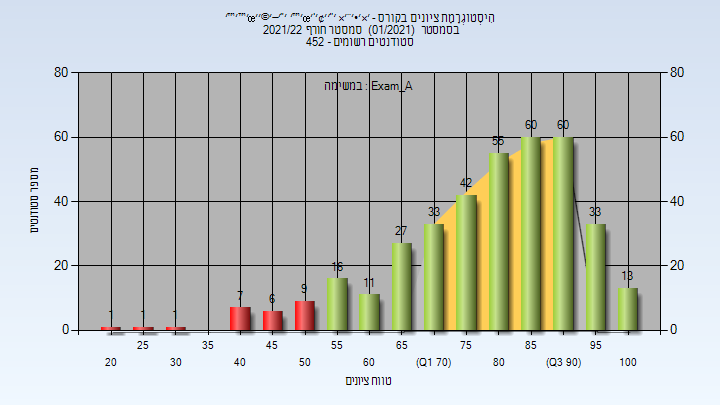 היסטוגרמת ציונים בקורס -
בסמסטר (01/2021) סמסטר חורף 2021/22
סטודנטים רשומים - 452
במשימה : Exam_A
80 80
60 60
40 40
20 20
0 0
1 1 1 7 6 9 16 11 27 33 42 55 60 60 33 13
25 35 45 55 65 75 85 95
20 30 40 50 60 (Q1 70) 80 (Q3 90) 100
מספר סטודנטים
טווח ציונים